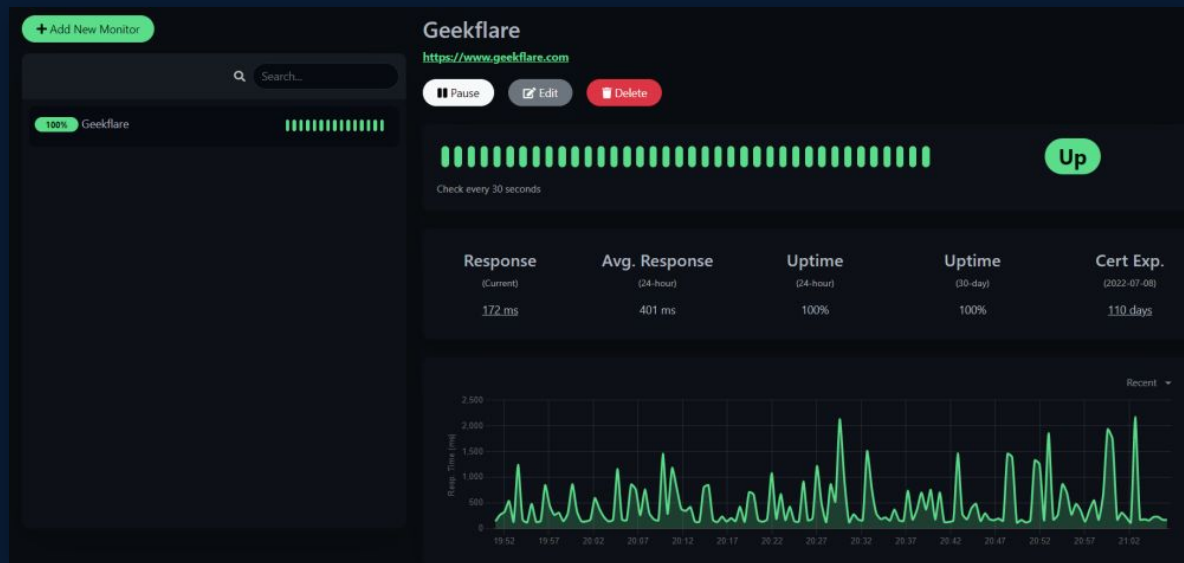 + Add New Monitor
Search...
100% Geekflare
Geekflare
https://www.geekflare.com
Pause Edit Delete
Up
Check every 30 seconds
Response Avg. Response Uptime Uptime Cert Exp.
(Current) (24-hour) (24-hour) (30-day) (2022-07-08)
172 ms 401 ms 100% 100% 110 days
Recent
Resp. Time (ms)
2,500
2,000
1,500
1,000
500
0
19:52 19:57 20:02 20:07 20:12 20:17 20:22 20:27 20:32 20:37 20:42 20:47 20:52 20:57 21:02